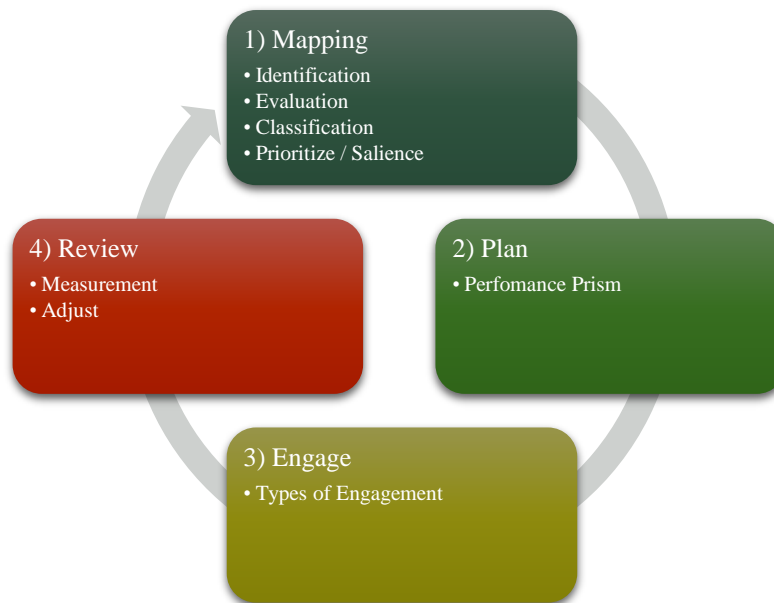 1) Mapping
• Identification
• Evaluation
• Classification
• Prioritize / Salience
2) Plan
• Perfomance Prism
3) Engage
• Types of Engagement
4) Review
• Measurement
• Adjust